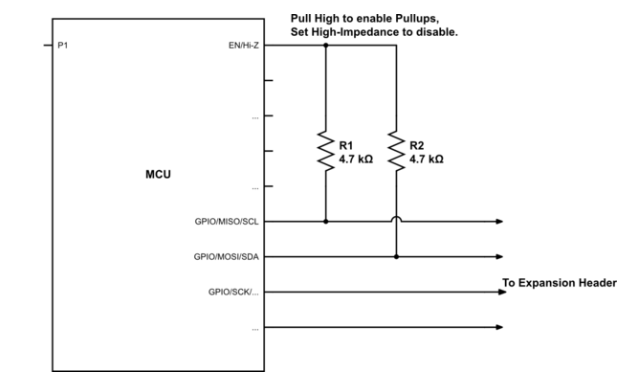 Pull High to enable Pullups,
Set High-Impedance to disable.
P1
EN/Hi-Z
...
R1
4.7 kΩ
R2
4.7 kΩ
MCU
...
GPIO/MISO/SCL
GPIO/MOSI/SDA
To Expansion Header
GPIO/SCK/...
...